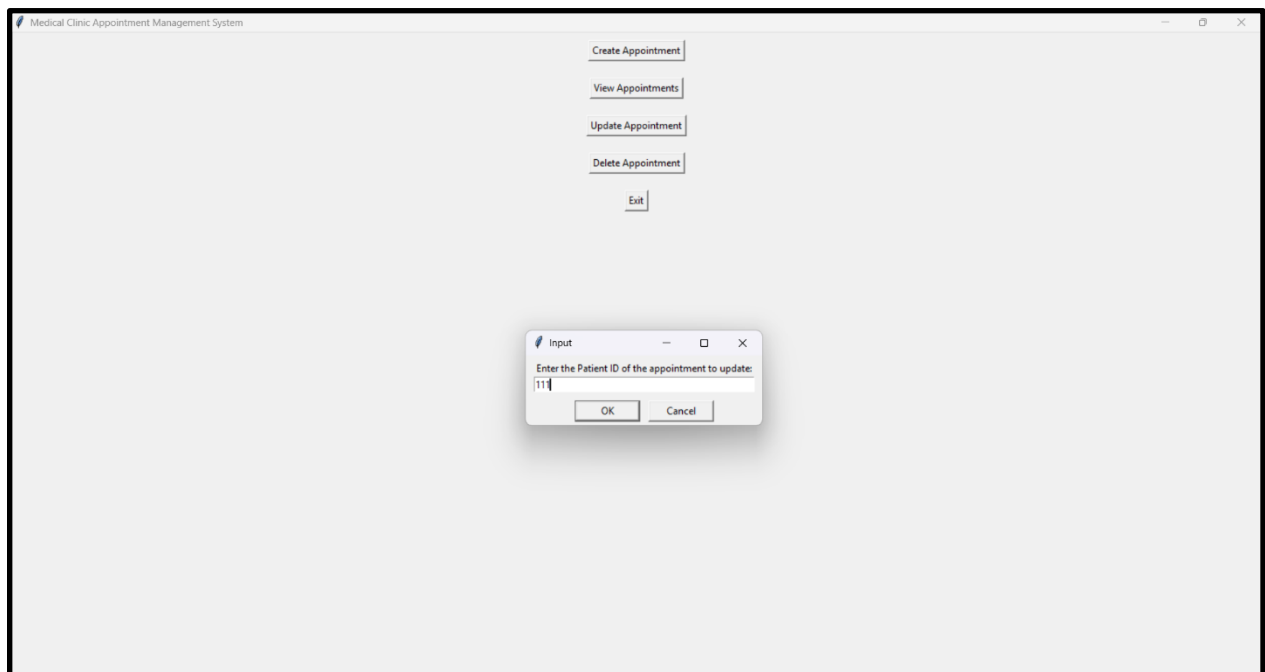 Medical Clinic Appointment Management System
Create Appointment
View Appointments
Update Appointment
Delete Appointment
Exit
Input
Enter the Patient ID of the appointment to update:
111
OK Cancel